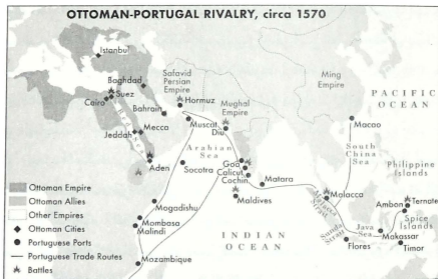 OTTOMAN-PORTUGAL RIVALRY, circa 1570
Istanbul
Baghdad
Suez
Cairo
Safavid
Persian
Empire
Hormuz
Bahrain
Mughal
Empire
Ming
Empire
PACIFIC
OCEAN
Jeddah
Mecca
Muscat
Diu
Macao
Arabian
Sea
South
China
Sea
Philippine
Islands
Aden
Socotra
Goa
Calicut
Cochin
Matara
Maldives
Malacca
Malacca
Strait
Ambon
Ternate
Spice
Islands
Sunda
Strait
Java
Sea
Makassar
Flores
Timor
Mogadishu
Mombasa
Malindi
Mozambique
INDIAN
OCEAN
Ottoman Empire
Ottoman Allies
Other Empires
Ottoman Cities
Portuguese Ports
Portuguese Trade Routes
Battles